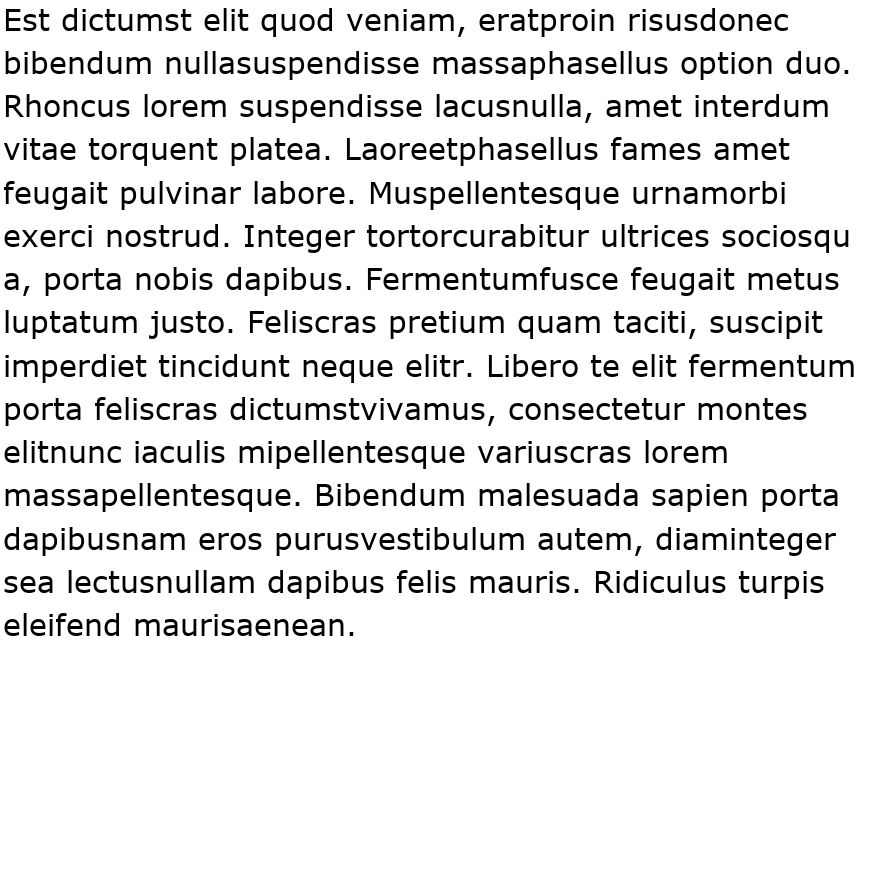 Est dictumst elit quod veniam, eratproin risusdonec
bibendum nullasuspendisse massaphasellus option duo.
Rhoncus lorem suspendisse lacusnulla, amet interdum
vitae torquent platea. Laoreetphasellus fames amet
feugait pulvinar labore. Muspellentesque urnamorbi
exerci nostrud. Integer tortorcurabitur ultrices sociosqu
a, porta nobis dapibus. Fermentumfusce feugait metus
luptatum justo. Feliscras pretium quam taciti, suscipit
imperdiet tincidunt neque elitr. Libero te elit fermentum
porta feliscras dictumstvivamus, consectetur montes
elitnunc iaculis mipellentesque variuscras lorem
massapellentesque. Bibendum malesuada sapien porta
dapibusnam eros purusvestibulum autem, diaminteger
sea lectusnullam dapibus felis mauris. Ridiculus turpis
eleifend maurisaenean.